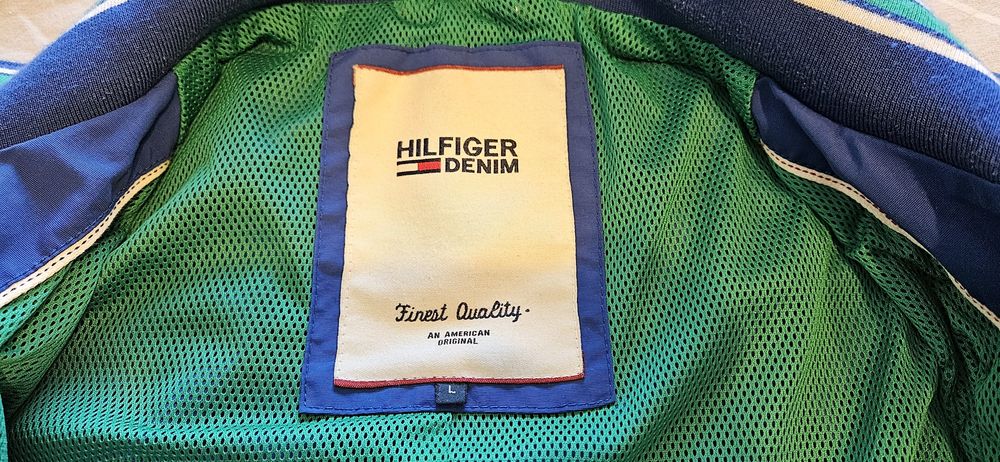 HILFIGER
DENIM
Finest Quality.
AN AMERICAN
ORIGINAL
L